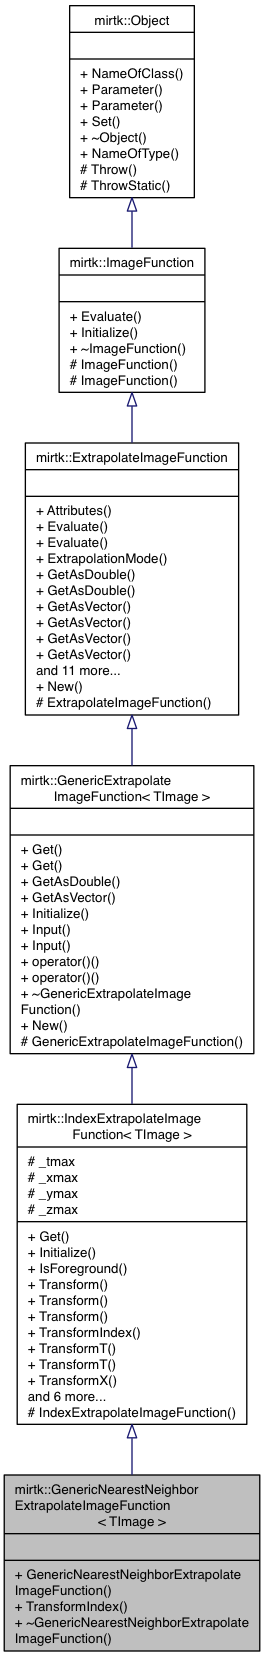 mirtk::Object
+ NameOfClass()
+ Parameter()
+ Parameter()
+ Set()
+ ~Object()
+ NameOfType()
# Throw()
# ThrowStatic()
mirtk::ImageFunction
+ Evaluate()
+ Initialize()
+ ~ImageFunction()
# ImageFunction()
# ImageFunction()
mirtk::ExtrapolateImageFunction
+ Attributes()
+ Evaluate()
+ Evaluate()
+ ExtrapolationMode()
+ GetAsDouble()
+ GetAsDouble()
+ GetAsVector()
+ GetAsVector()
+ GetAsVector()
+ GetAsVector()
and 11 more...
+ New()
# ExtrapolateImageFunction()
mirtk::GenericExtrapolate
ImageFunction< TImage >
+ Get()
+ Get()
+ GetAsDouble()
+ GetAsVector()
+ Initialize()
+ Input()
+ Input()
+ operator()()
+ operator()()
+ ~GenericExtrapolateImage
Function()
+ New()
# GenericExtrapolateImageFunction()
mirtk::IndexExtrapolateImage
Function< TImage >
# _tmax
# _xmax
# _ymax
# _zmax
+ Get()
+ Initialize()
+ IsForeground()
+ Transform()
+ Transform()
+ Transform()
+ TransformIndex()
+ TransformT()
+ TransformT()
+ TransformX()
and 6 more...
# IndexExtrapolateImageFunction()
mirtk::GenericNearestNeighbor
ExtrapolateImageFunction
< TImage >
+ GenericNearestNeighborExtrapolate
ImageFunction()
+ TransformIndex()
+ ~GenericNearestNeighborExtrapolate
ImageFunction()